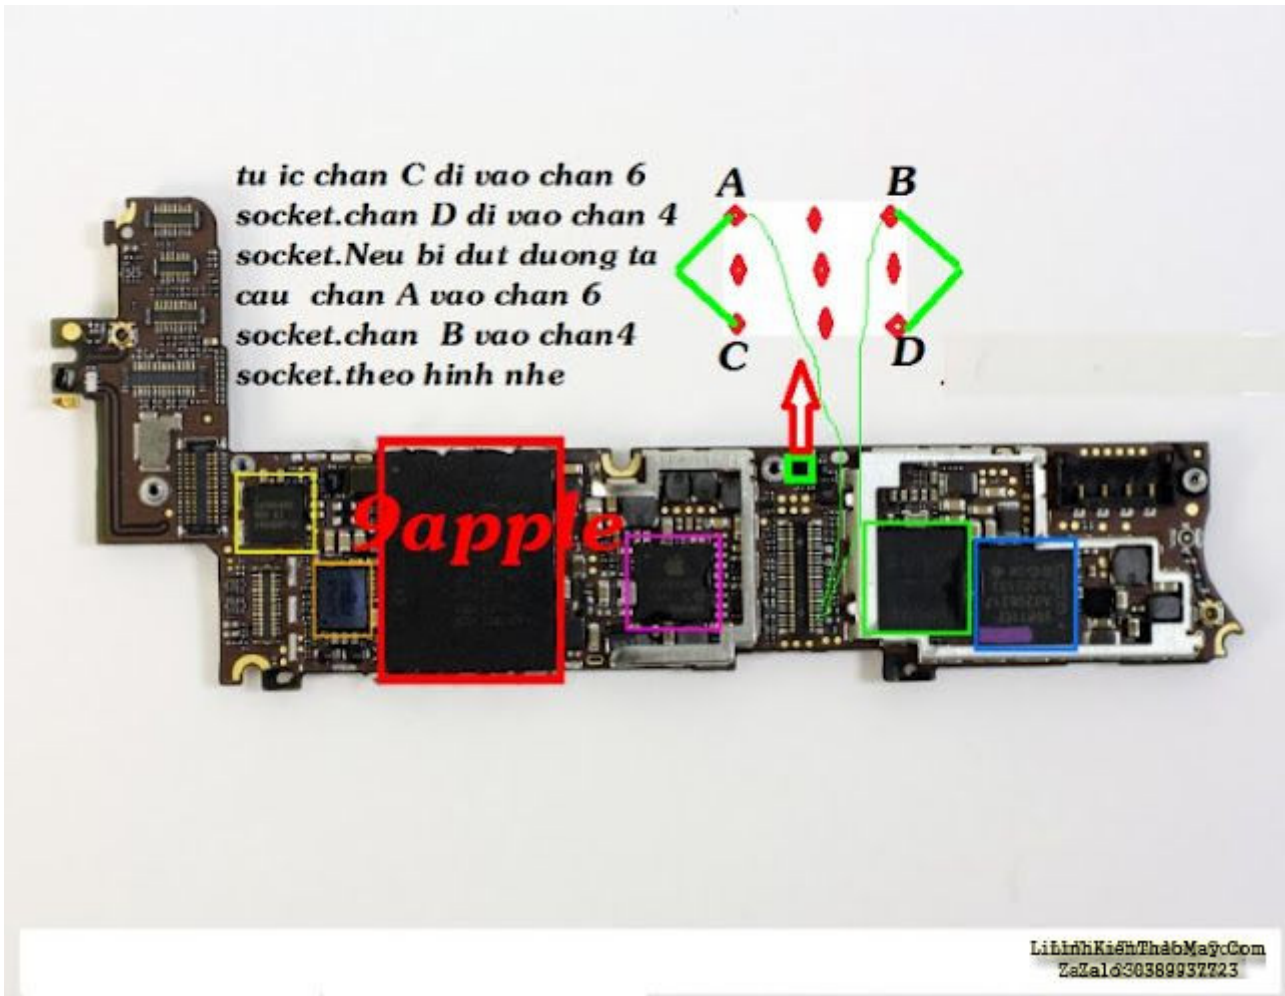 tu ic chan C di vao chan 6
socket.chan D di vao chan 4
socket.Neu bi dut duong ta
cau chan A vao chan 6
socket.chan B vao chan4
socket.theo hinh nhe
A
B
C
D
9apple